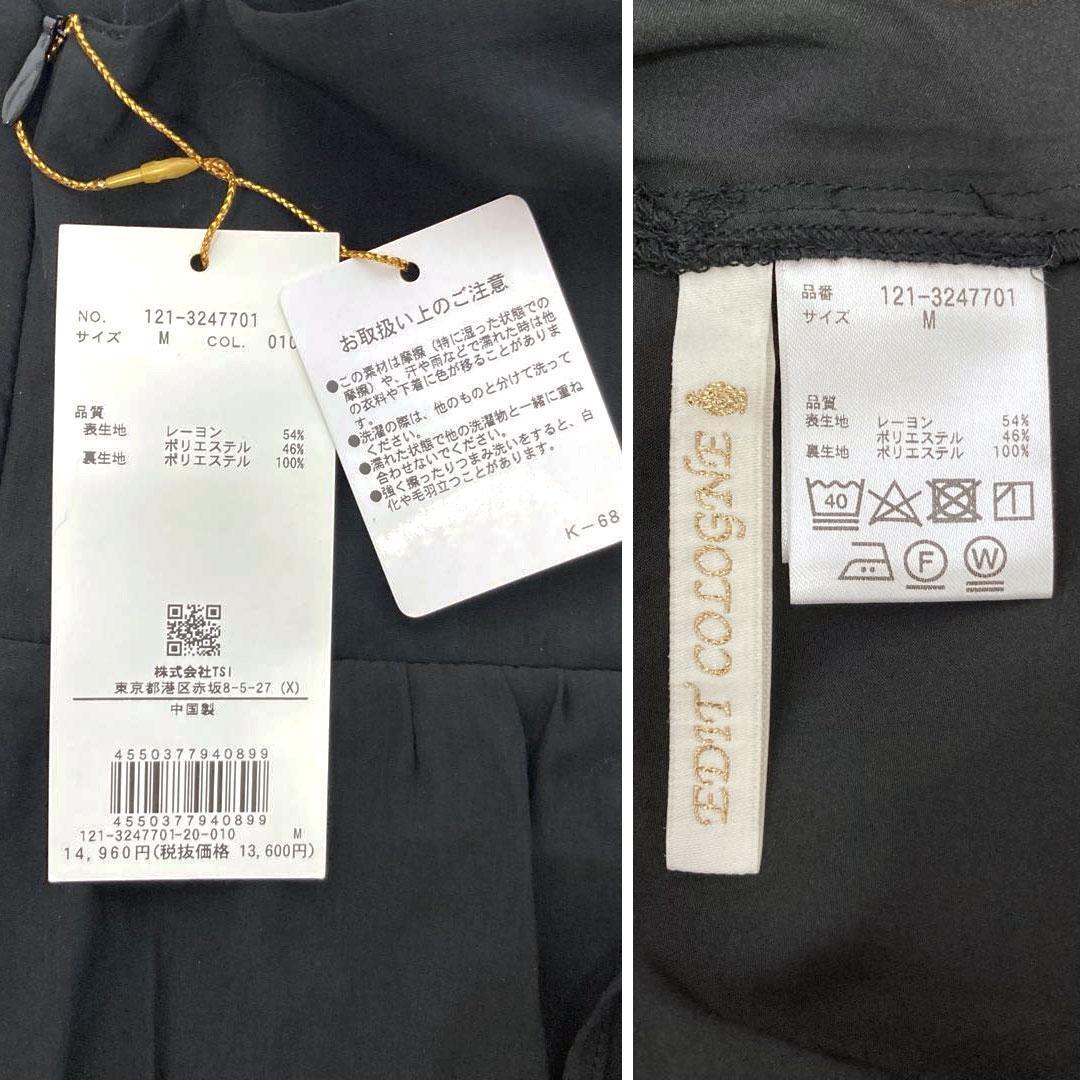 NO. 121-3247701
サイズ M COL. 010
品質
表生地 レーヨン 54%
ポリエステル 46%
裏生地 ポリエステル 100%
株式会社TSI
東京都港区赤坂8-5-27 (X)
中国製
4550377940899
4550377940899
121-3247701-20-010 M
14,960円(税抜価格 13,600円)
お取扱い上のご注意
●この素材は摩擦（特に湿った状態での
摩擦）や、汗や雨などで濡れた時は他
の衣料や下着に色が移ることがありま
す。
●洗濯の際は、他のものと分けて洗って
ください。
●濡れた状態で他の洗濯物と一緒に重ね
合わせないでください。
●強く擦ったりつまみ洗いをすると、白
化や毛羽立つことがあります。
K-68
EDIT COLOGNE
品番 121-3247701
サイズ M
品質
表生地 レーヨン 54%
ポリエステル 46%
裏生地 ポリエステル 100%
40
F W